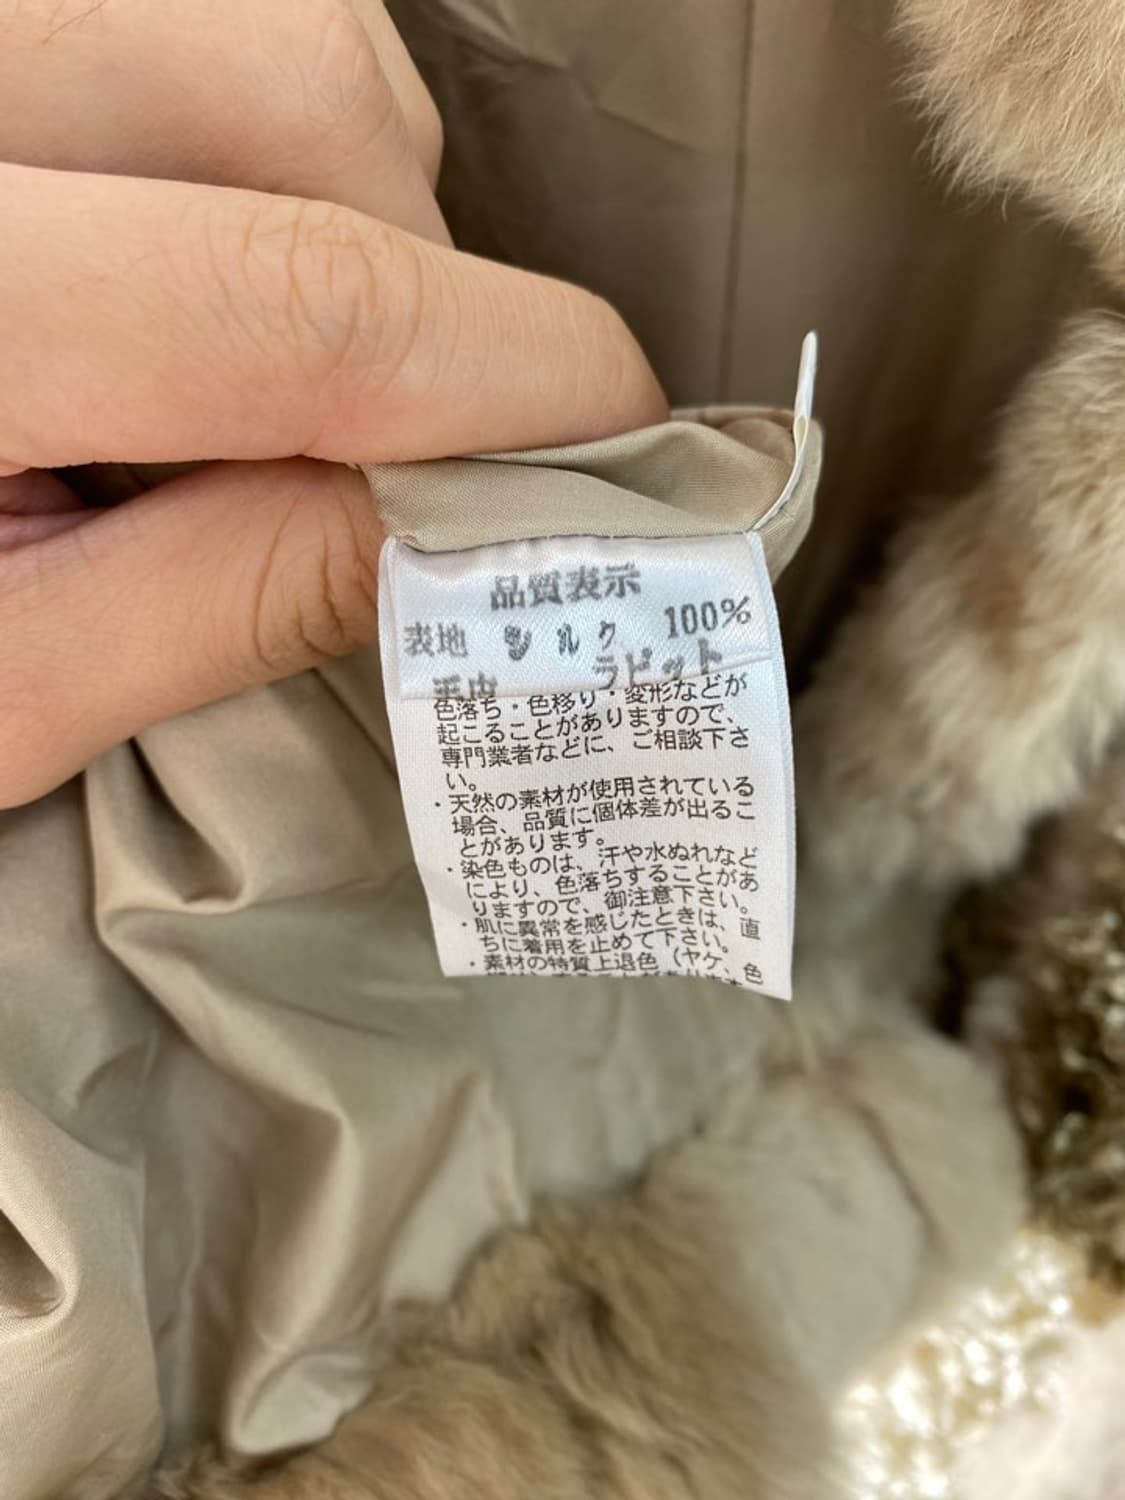 品質表示
表地 シルク 100%
毛皮 ラビット
色落ち・色移り・変形などが
起こることがありますので、
専門業者などに、ご相談下さ
い。
・天然の素材が使用されている
場合、品質に個体差が出るこ
とがあります。
・染色ものは、汗や水ぬれなど
により、色落ちすることがあ
りますので、御注意下さい。
・肌に異常を感じたときは、直
ちに着用を止めて下さい。
・素材の特質上退色（ヤケ、色